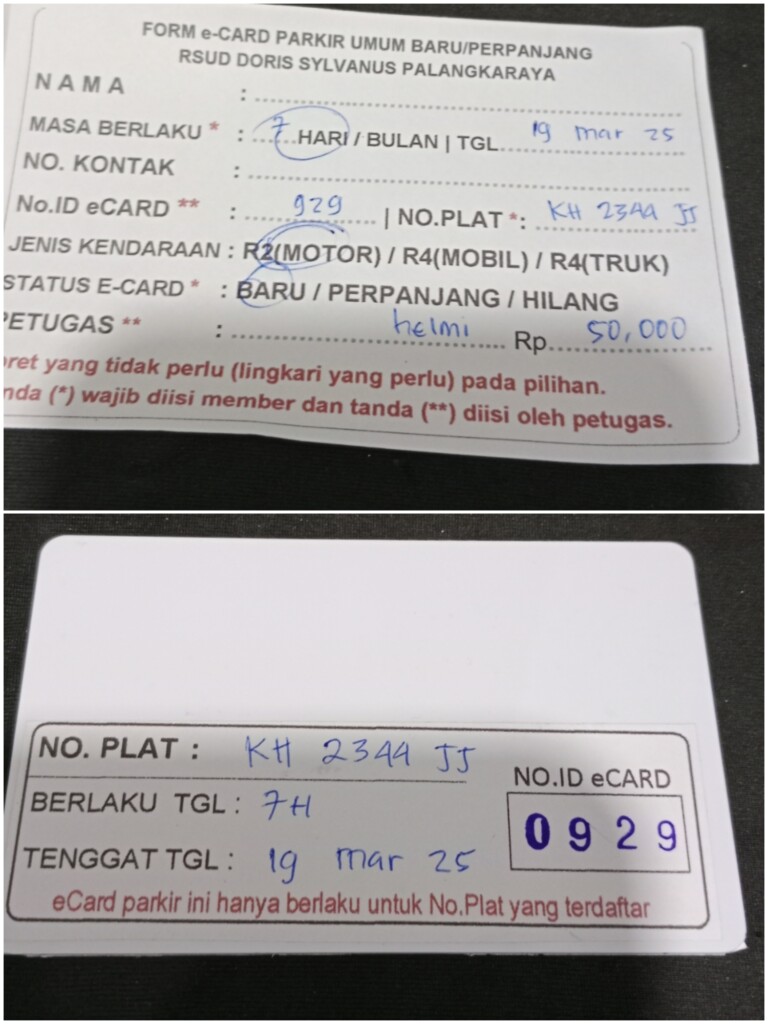 FORM e-CARD PARKIR UMUM BARU/PERPANJANG
RSUD DORIS SYLVANUS PALANGKARAYA
NAMA :
MASA BERLAKU * : 7 HARI / BULAN | TGL 19 mar 25
NO. KONTAK :
No.ID eCARD ** : 929 | NO.PLAT *: KH 2344 JJ
JENIS KENDARAAN : R2(MOTOR) / R4(MOBIL) / R4(TRUK)
STATUS E-CARD * : BARU / PERPANJANG / HILANG
PETUGAS ** : helmi Rp. 50,000
ret yang tidak perlu (lingkari yang perlu) pada pilihan.
nda (*) wajib diisi member dan tanda (**) diisi oleh petugas.
NO. PLAT : KH 2344 JJ
BERLAKU TGL : 7H
TENGGAT TGL : 19 mar 25
NO.ID eCARD
0929
eCard parkir ini hanya berlaku untuk No.Plat yang terdaftar